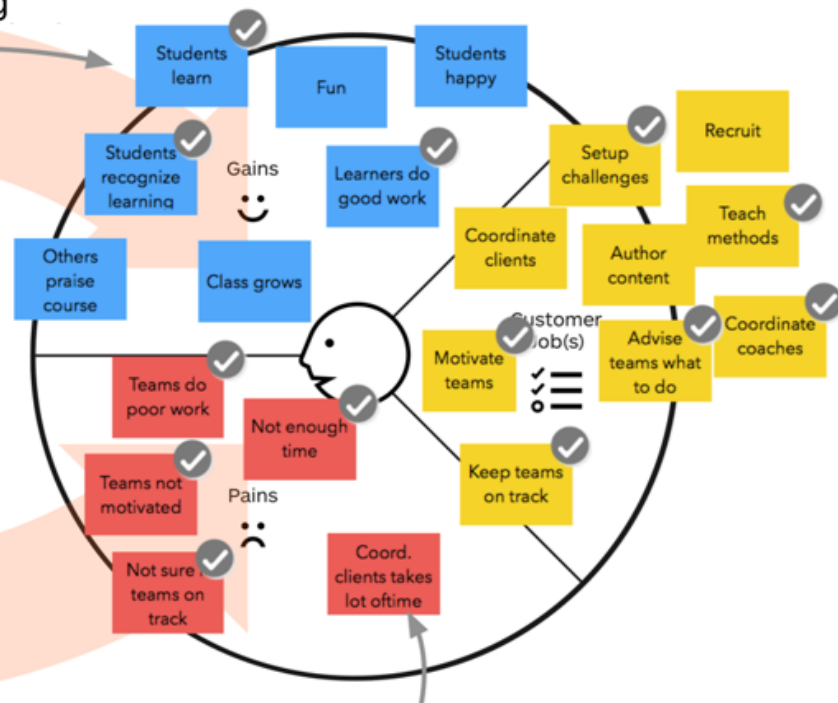 g
Students
learn
Fun
Students
happy
Students
recognize
learning
Gains
Learners do
good work
Others
praise
course
Class grows
Setup
challenges
Recruit
Coordinate
clients
Author
content
Teach
methods
Customer
Job(s)
Motivate
teams
Advise
teams what
to do
Coordinate
coaches
Keep teams
on track
Teams do
poor work
Not enough
time
Teams not
motivated
Pains
Not sure
teams on
track
Coord.
clients takes
lot oftime